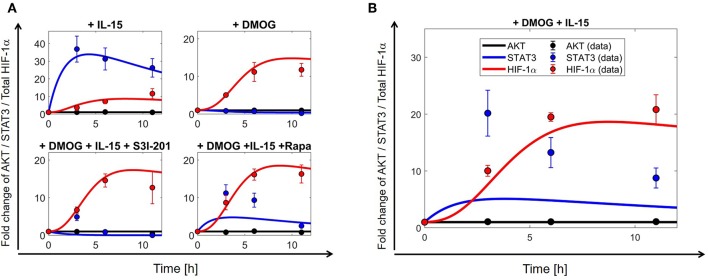 A
+ IL-15
+ DMOG
40
30
20
10
0
0
5
10
20
10
0
0
5
10
+ DMOG + IL-15 + S3I-201
+ DMOG +IL-15 +Rapa
20
10
0
0
5
10
20
10
0
0
5
10
Fold change of AKT / STAT3 / Total HIF-1α
Time [h]
B
+ DMOG + IL-15
AKT
STAT3
HIF-1α
AKT (data)
STAT3 (data)
HIF-1α (data)
30
20
10
0
0
5
10
Fold change of AKT / STAT3 / Total HIF-1α
Time [h]